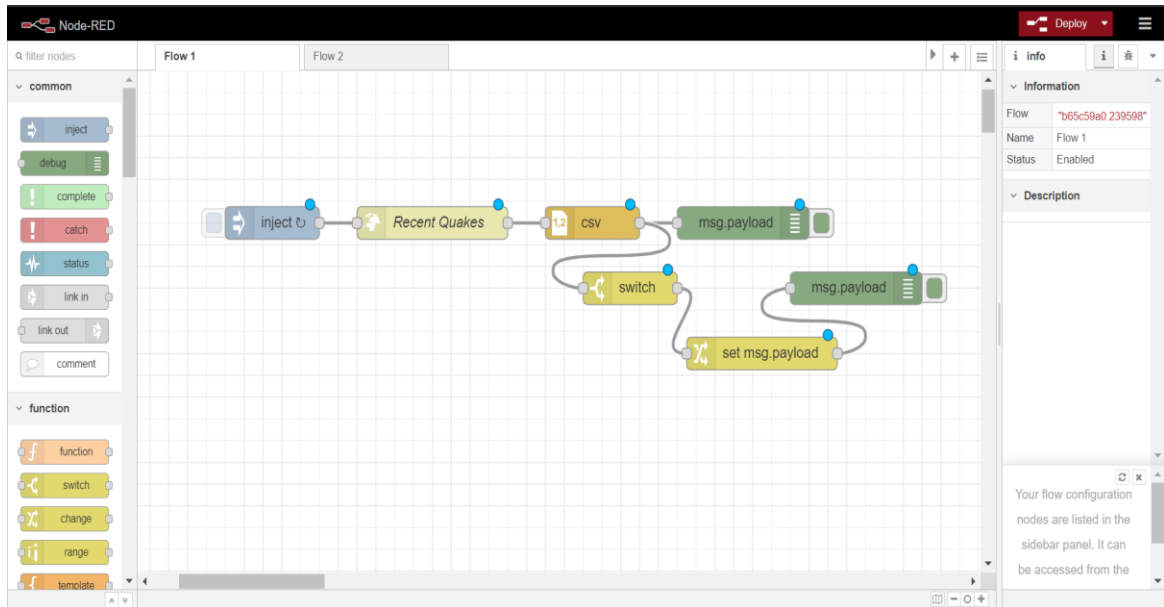 Node-RED
Deploy
filter nodes
Flow 1
Flow 2
i info
i
common
inject
debug
complete
catch
status
link in
link out
comment
function
function
switch
change
range
template
inject ↻
Recent Quakes
1,2 csv
msg.payload
switch
msg.payload
set msg.payload
Information
Flow "b65c59a0.239598"
Name Flow 1
Status Enabled
Description
Your flow configuration
nodes are listed in the
sidebar panel. It can
be accessed from the